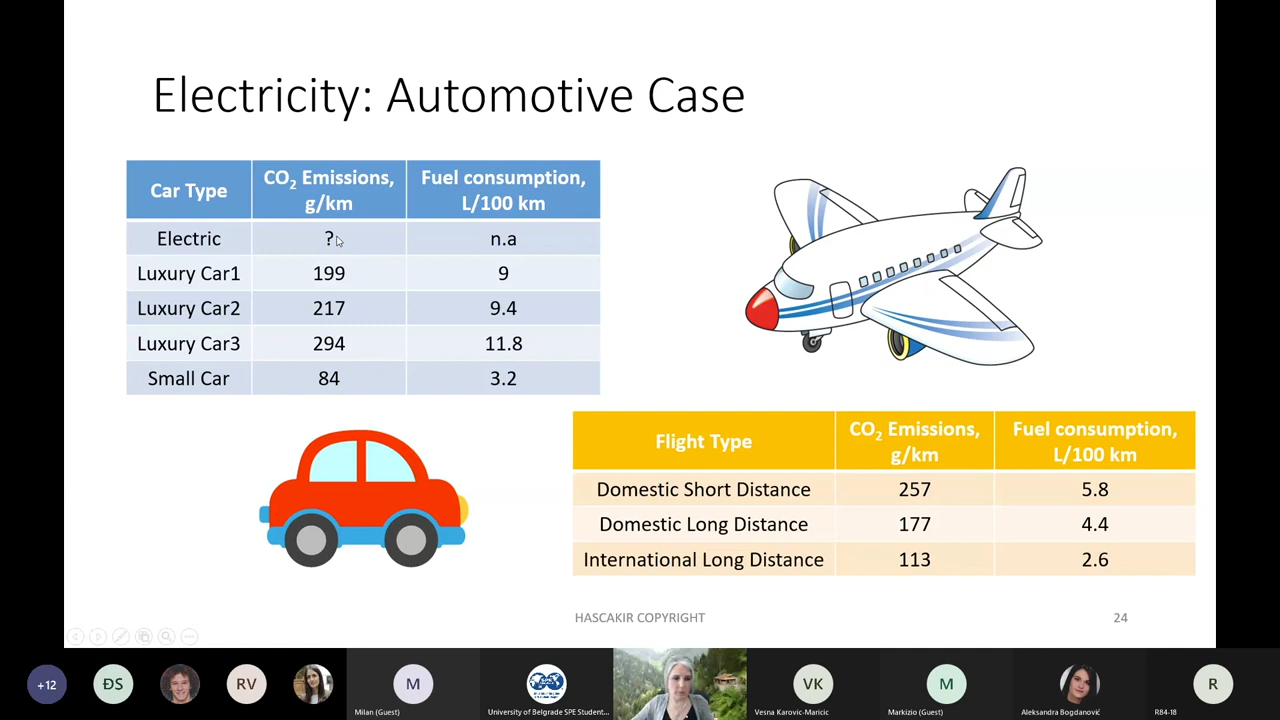 Electricity: Automotive Case
Car Type
CO2 Emissions,
g/km
Fuel consumption,
L/100 km
Electric ? n.a
Luxury Car1 199 9
Luxury Car2 217 9.4
Luxury Car3 294 11.8
Small Car 84 3.2
Flight Type
CO2 Emissions,
g/km
Fuel consumption,
L/100 km
Domestic Short Distance 257 5.8
Domestic Long Distance 177 4.4
International Long Distance 113 2.6
HASCAKIR COPYRIGHT
24
+12
ĐS
RV
M
SPE
VK
M
R
Milan (Guest)
University of Belgrade SPE Student...
Vesna Karovic-Maricic
Markizio (Guest)
Aleksandra Bogdanović
R84-18